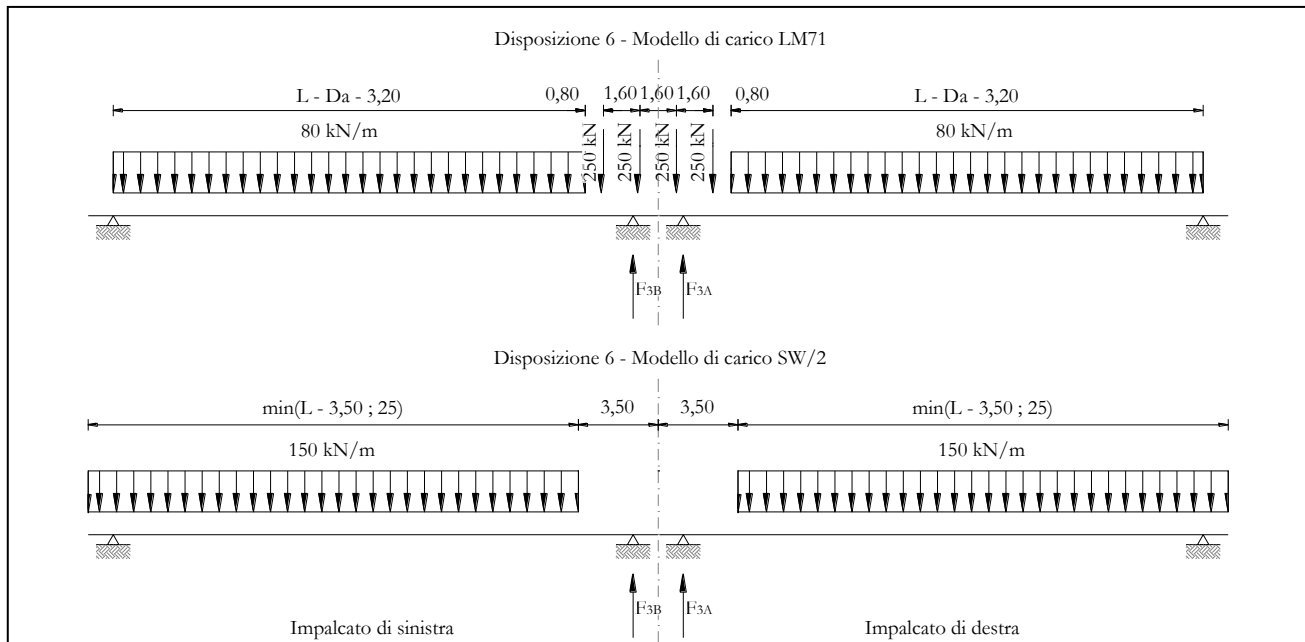 Disposizione 6 - Modello di carico LM71
L - Da - 3,20 0,80 1,60 1,60 1,60 0,80 L - Da - 3,20
80 kN/m 250 kN 250 kN 250 kN 250 kN 80 kN/m
F3B F3A
Disposizione 6 - Modello di carico SW/2
min(L - 3,50 ; 25) 3,50 3,50 min(L - 3,50 ; 25)
150 kN/m 150 kN/m
F3B F3A
Impalcato di sinistra Impalcato di destra